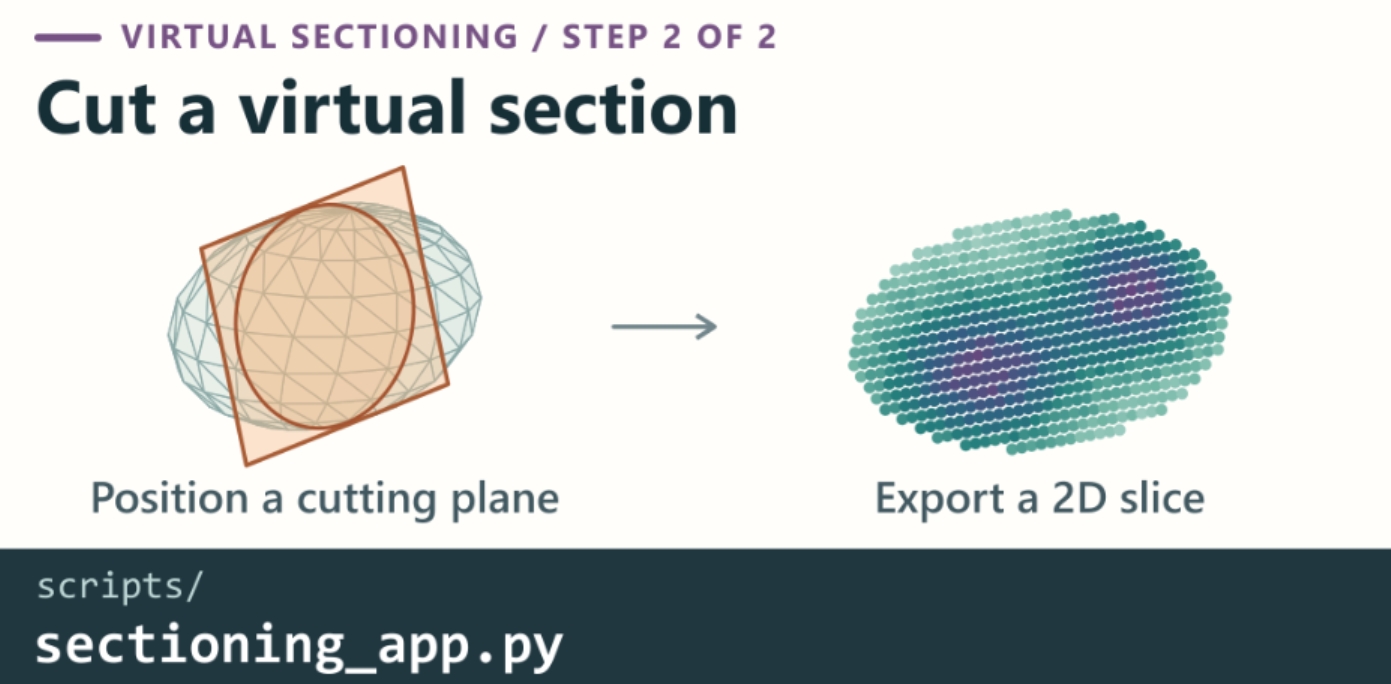 VIRTUAL SECTIONING / STEP 2 OF 2
Cut a virtual section
Position a cutting plane
Export a 2D slice
scripts/
sectioning_app.py